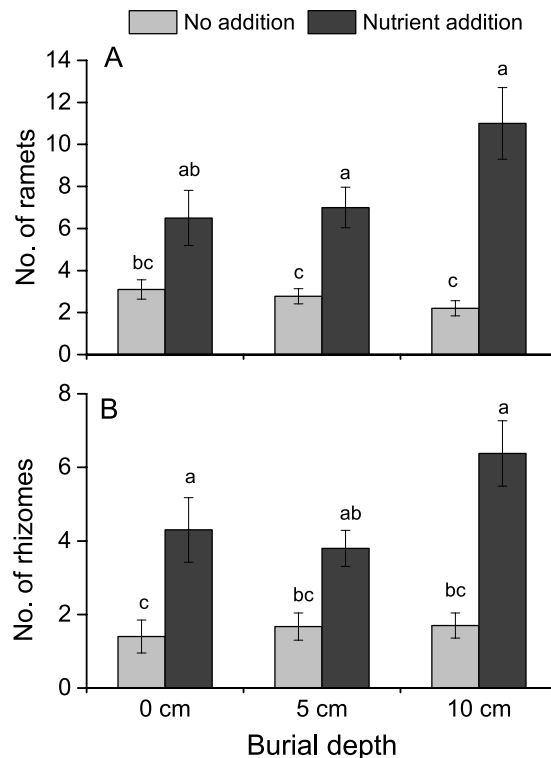 No addition Nutrient addition
A
14
12
10
8
6
4
2
0
No. of ramets
bc ab c a c a
B
8
6
4
2
0
No. of rhizomes
c a bc ab bc a
0 cm 5 cm 10 cm
Burial depth